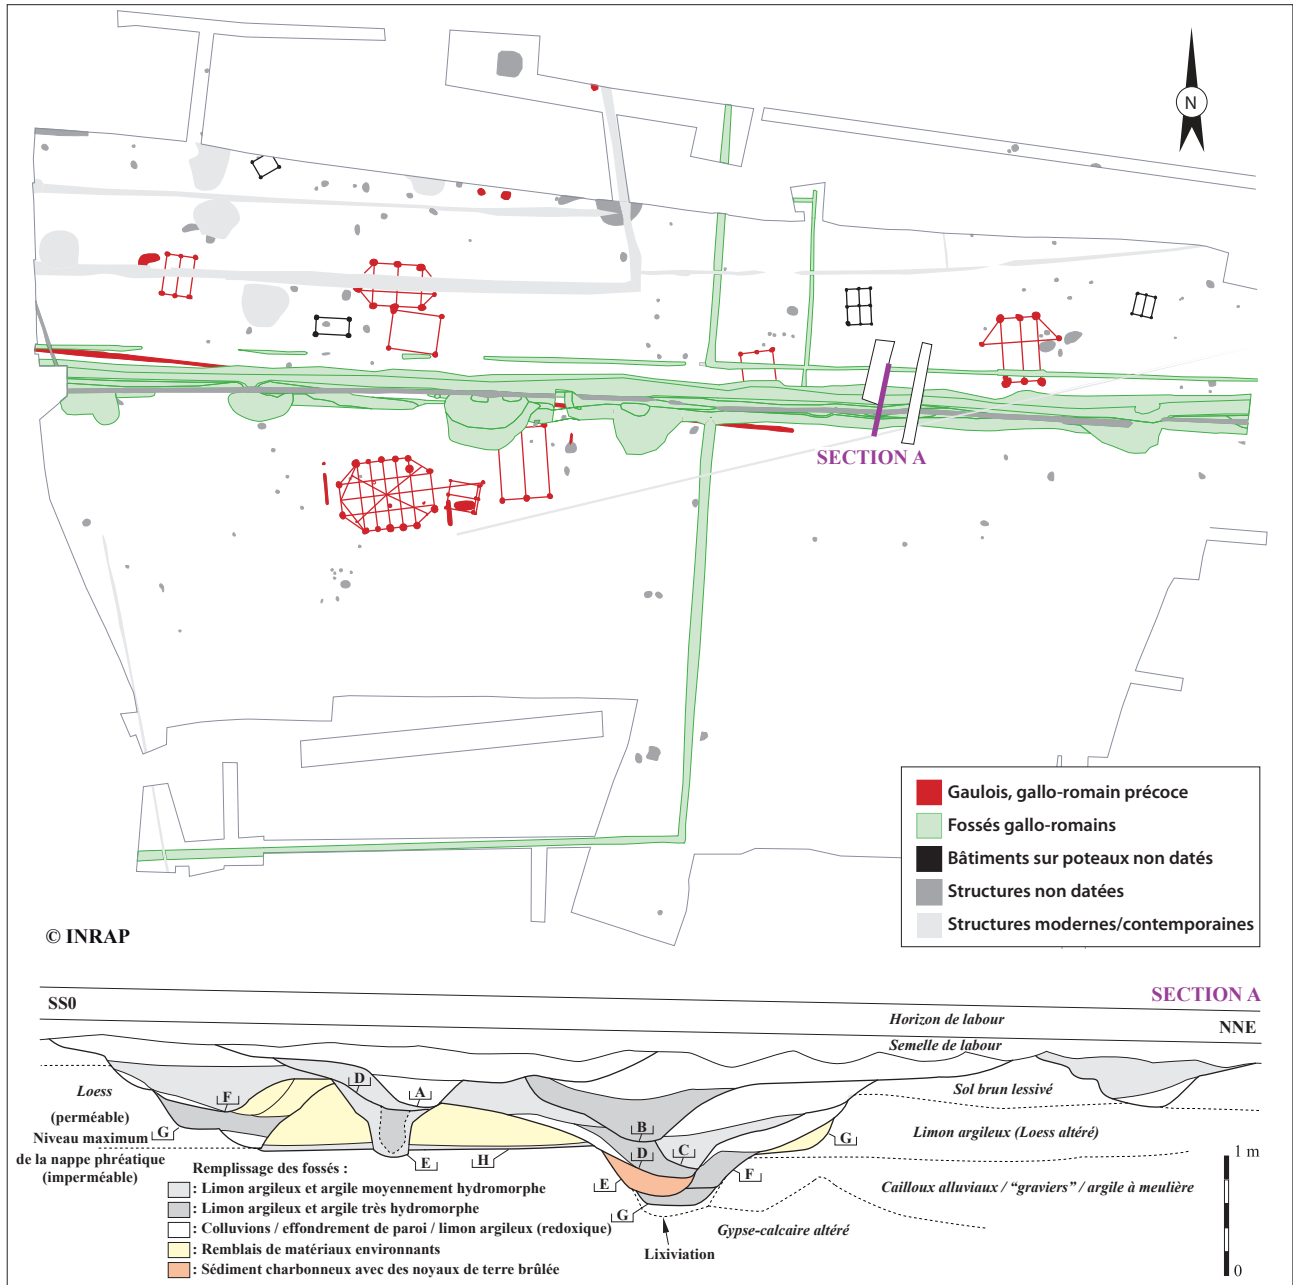 N
SECTION A
Gaulois, gallo-romain précoce
Fossés gallo-romains
Bâtiments sur poteaux non datés
Structures non datées
Structures modernes/contemporaines
© INRAP
SECTION A
SS0
NNE
Horizon de labour
Semelle de labour
Loess
(perméable)
Niveau maximum
de la nappe phréatique
(imperméable)
D
A
F
G
E
H
B
C
D
E
F
G
G
Sol brun lessivé
Limon argileux (Loess altéré)
Cailloux alluviaux / “graviers” / argile à meulière
Gypse-calcaire altéré
Lixiviation
1 m
0
Remplissage des fossés :
: Limon argileux et argile moyennement hydromorphe
: Limon argileux et argile très hydromorphe
: Colluvions / effondrement de paroi / limon argileux (redoxique)
: Remblais de matériaux environnants
: Sédiment charbonneux avec des noyaux de terre brûlée